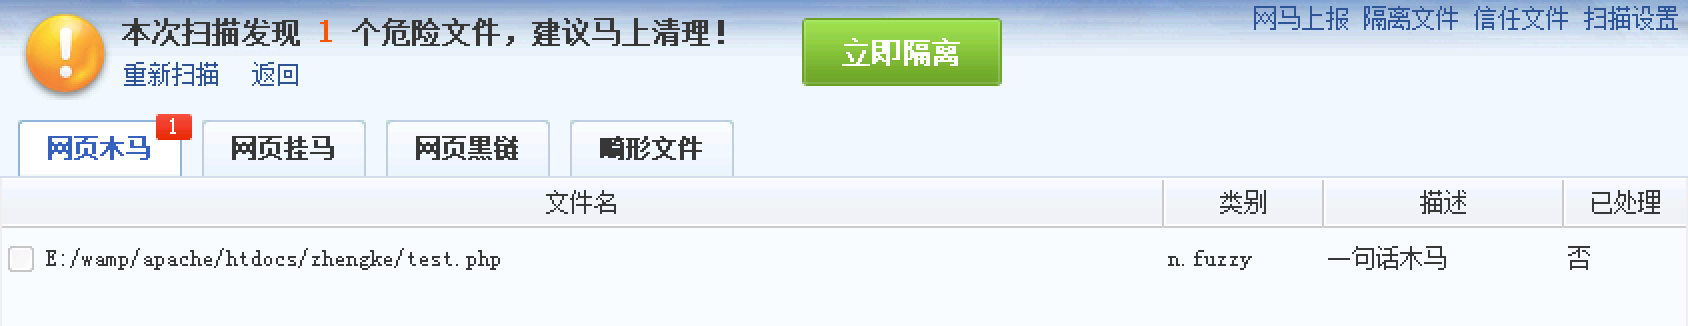 网马上报 隔离文件 信任文件 扫描设置
本次扫描发现 1 个危险文件，建议马上清理！
立即隔离
重新扫描 返回
网页木马 1 网页挂马 网页黑链 畸形文件
文件名 类别 描述 已处理
E:/wamp/apache/htdocs/zhengke/test.php n.fuzzy 一句话木马 否